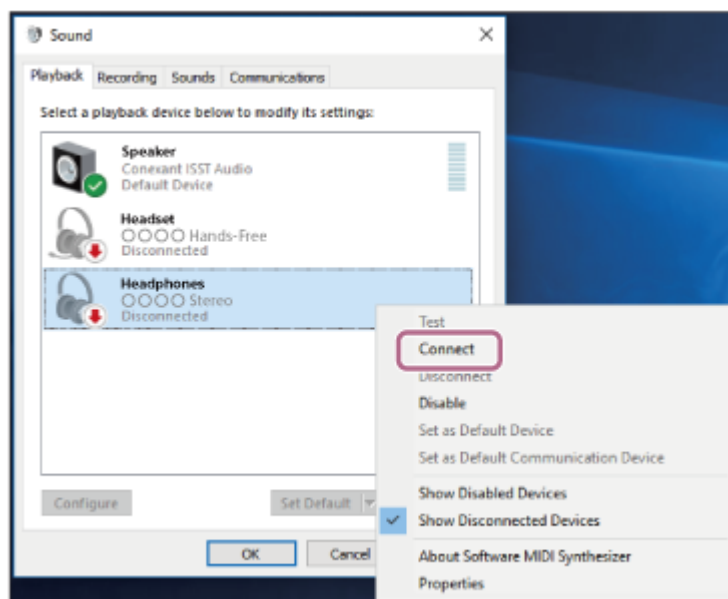 Sound
Playback Recording Sounds Communications
Select a playback device below to modify its settings:
Speaker
Conexant ISST Audio
Default Device
Headset
○○○○ Hands-Free
Disconnected
Headphones
○○○○ Stereo
Disconnected
Test
Connect
Disconnect
Disable
Set as Default Device
Set as Default Communication Device
Show Disabled Devices
Show Disconnected Devices
About Software MIDI Synthesizer
Properties
Configure Set Default
OK Cancel